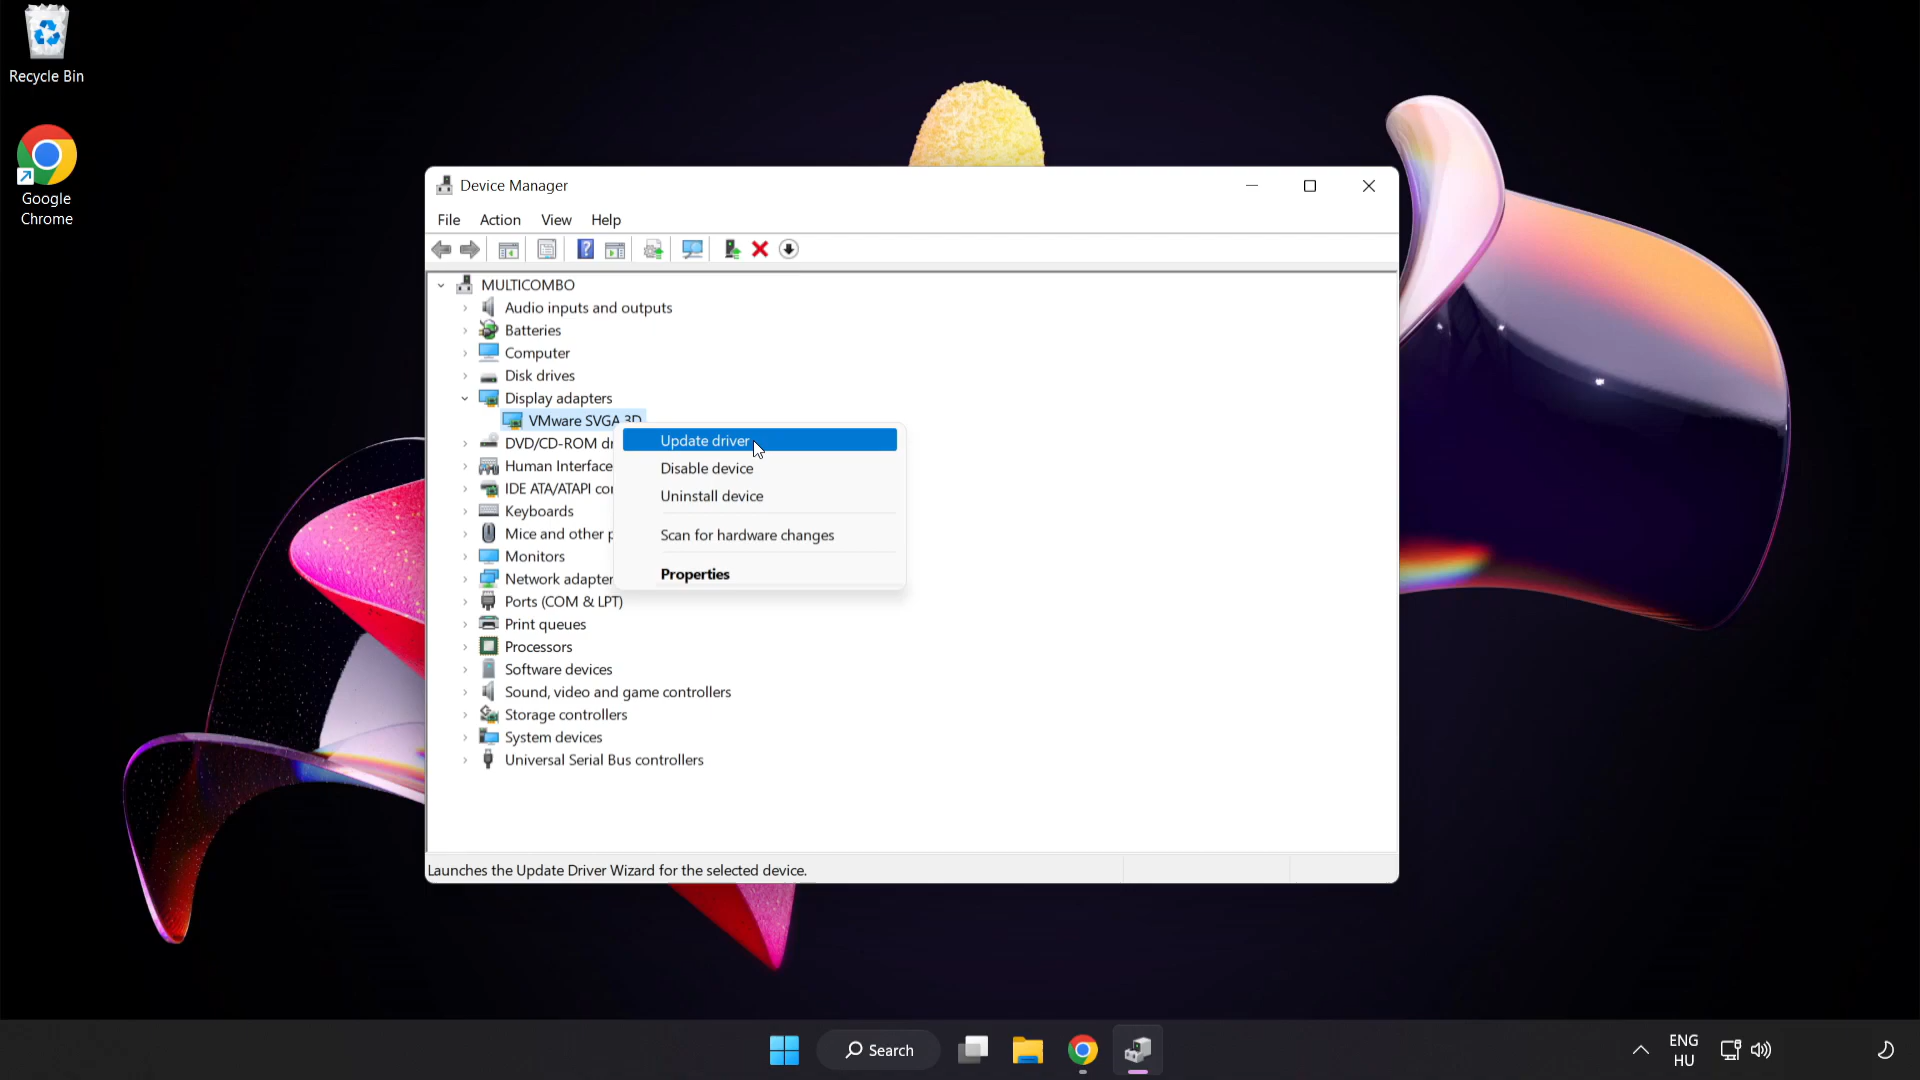 Recycle Bin
Google
Chrome
Device Manager
File Action View Help
MULTICOMBO
Audio inputs and outputs
Batteries
Computer
Disk drives
Display adapters
VMware SVGA 3D
DVD/CD-ROM
Human Interface
IDE ATA/ATAPI
Keyboards
Mice and other
Monitors
Network
Ports (COM & LPT)
Print queues
Processors
Software devices
Sound, video and game controllers
Storage controllers
System devices
Universal Serial Bus controllers
Update driver
Disable device
Uninstall device
Scan for hardware changes
Properties
Launches the Update Driver Wizard for the selected device.
Search
ENG
HU